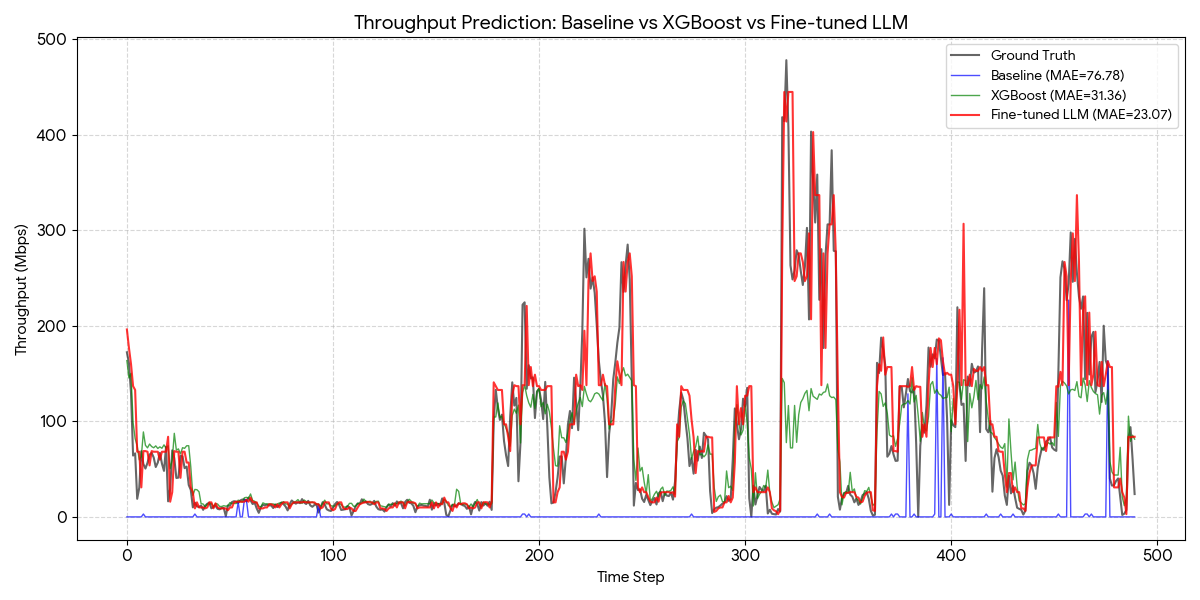 Throughput Prediction: Baseline vs XGBoost vs Fine-tuned LLM
Ground Truth
Baseline (MAE=76.78)
XGBoost (MAE=31.36)
Fine-tuned LLM (MAE=23.07)
Throughput (Mbps)
500
400
300
200
100
0
0 100 200 300 400 500
Time Step